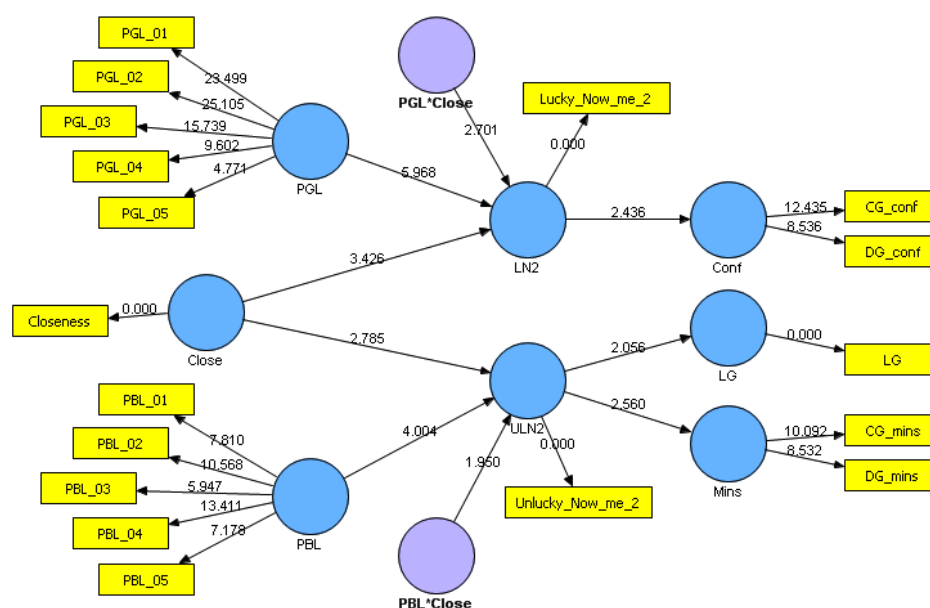 PGL_01
PGL_02
PGL_03
PGL_04
PGL_05
23.499
25.105
15.739
9.602
4.771
PGL
PGL*Close
2.701
5.968
Lucky_Now_me_2
0.000
LN2
2.436
Conf
12.435
8.536
CG_conf
DG_conf
3.426
Closeness
0.000
Close
2.785
ULN2
2.056
LG
0.000
LG
2.560
Mins
10.092
8.532
CG_mins
DG_mins
0.000
Unlucky_Now_me_2
PBL_01
PBL_02
PBL_03
PBL_04
PBL_05
7.810
10.568
5.947
13.411
7.178
PBL
4.004
1.950
PBL*Close